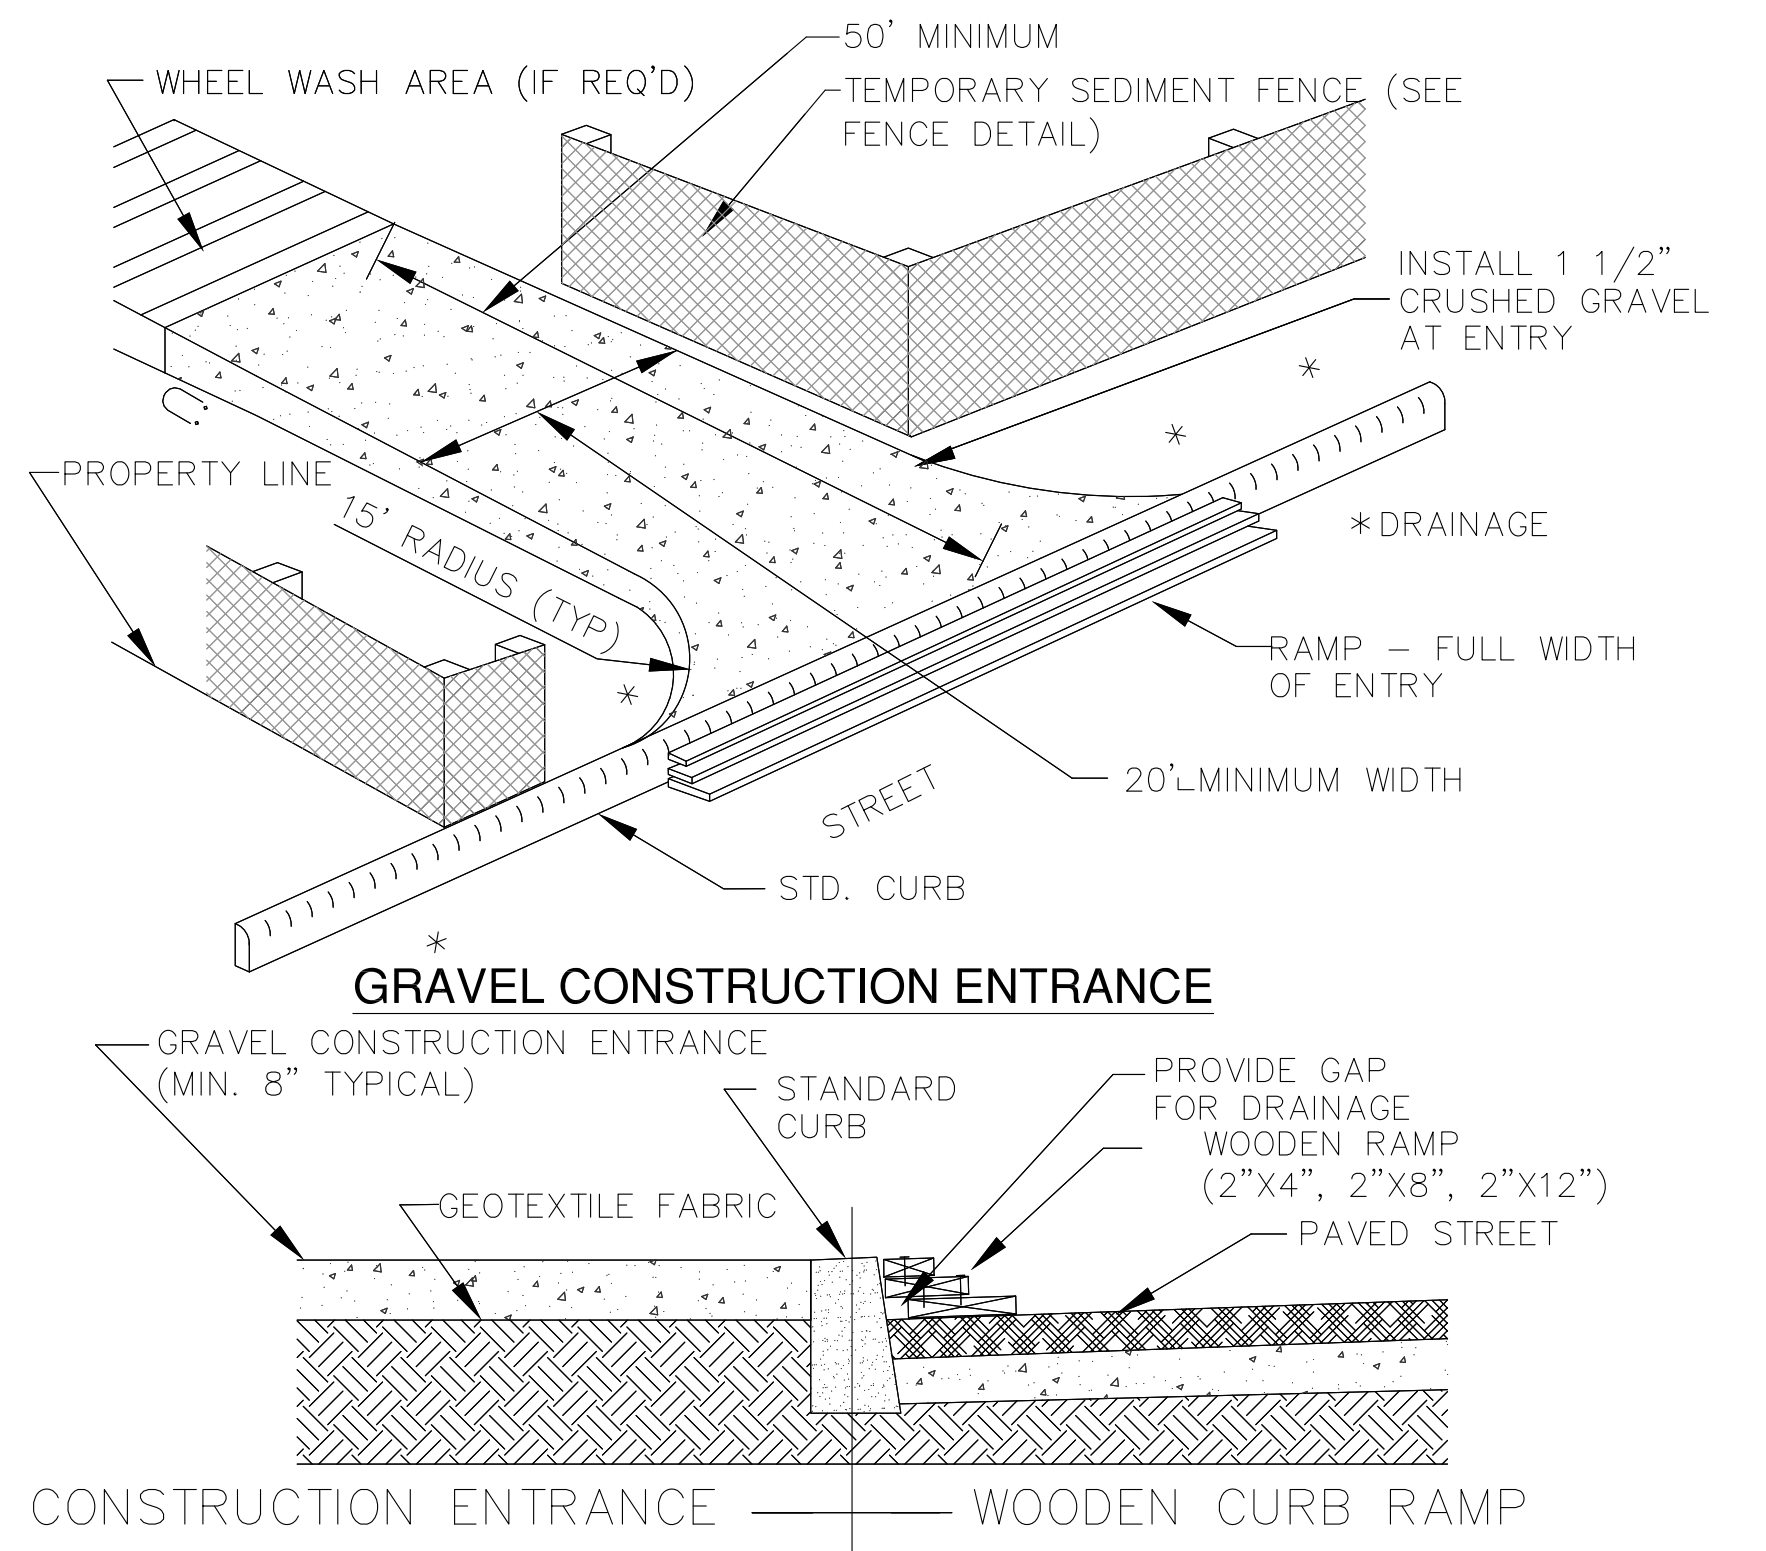 50’ MINIMUM
WHEEL WASH AREA (IF REQ’D)
TEMPORARY SEDIMENT FENCE (SEE
FENCE DETAIL)
INSTALL 1 1/2”
CRUSHED GRAVEL
AT ENTRY
PROPERTY LINE
15’ RADIUS (TYP)
*DRAINAGE
RAMP – FULL WIDTH
OF ENTRY
20’ MINIMUM WIDTH
STREET
STD. CURB
GRAVEL CONSTRUCTION ENTRANCE
GRAVEL CONSTRUCTION ENTRANCE
(MIN. 8” TYPICAL)
STANDARD
CURB
PROVIDE GAP
FOR DRAINAGE
WOODEN RAMP
(2”X4”, 2”X8”, 2”X12”)
GEOTEXTILE FABRIC
PAVED STREET
CONSTRUCTION ENTRANCE
WOODEN CURB RAMP